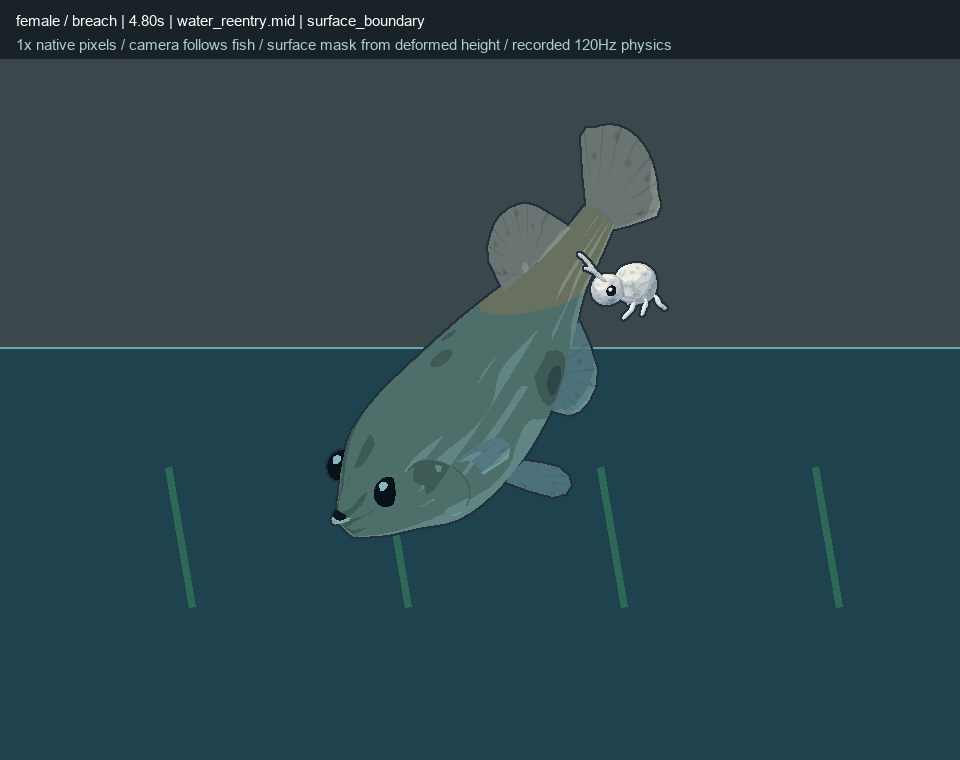 female / breach | 4.80s | water_reentry.mid | surface_boundary
1x native pixels / camera follows fish / surface mask from deformed height / recorded 120Hz physics